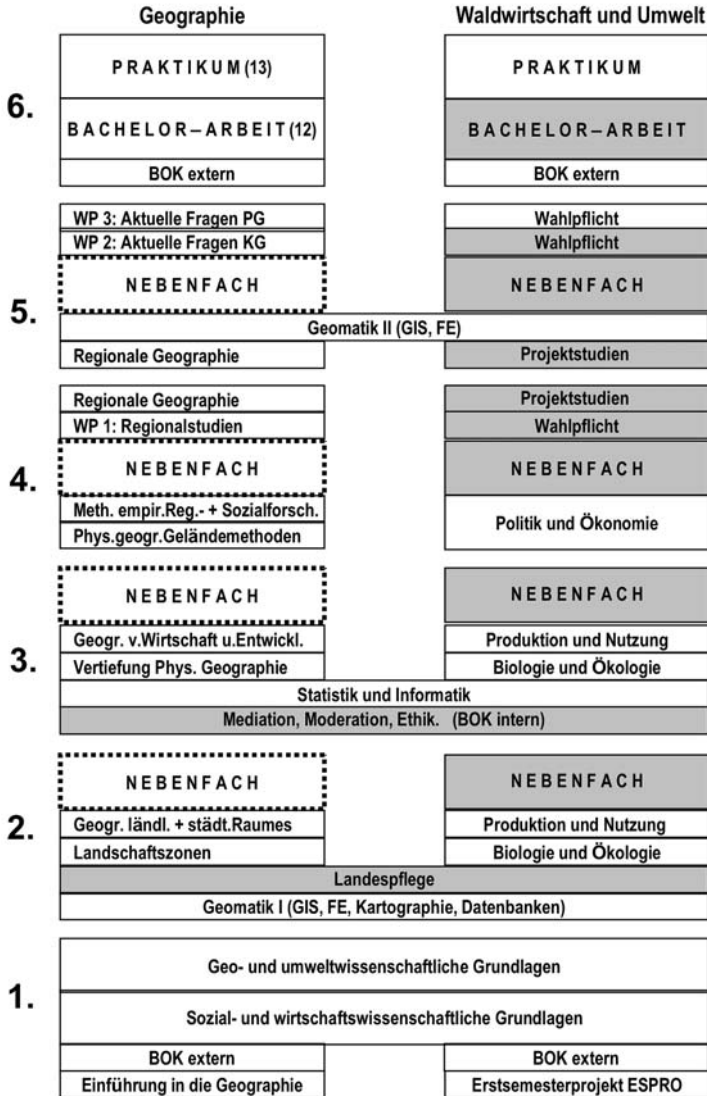 Geographie
Waldwirtschaft und Umwelt
6.
PRAKTIKUM (13)
PRAKTIKUM
BACHELOR–ARBEIT (12)
BACHELOR–ARBEIT
BOK extern
BOK extern
5.
WP 3: Aktuelle Fragen PG
Wahlpflicht
WP 2: Aktuelle Fragen KG
Wahlpflicht
NEBENFACH
NEBENFACH
Geomatik II (GIS, FE)
Regionale Geographie
Projektstudien
4.
Regionale Geographie
Projektstudien
WP 1: Regionalstudien
Wahlpflicht
NEBENFACH
NEBENFACH
Meth. empir.Reg.- + Sozialforsch.
Politik und Ökonomie
Phys.geogr.Geländemethoden
3.
NEBENFACH
NEBENFACH
Geogr. v.Wirtschaft u.Entwickl.
Produktion und Nutzung
Vertiefung Phys. Geographie
Biologie und Ökologie
Statistik und Informatik
Mediation, Moderation, Ethik. (BOK intern)
2.
NEBENFACH
NEBENFACH
Geogr. ländl. + städt.Raumes
Produktion und Nutzung
Landschaftszonen
Biologie und Ökologie
Landespflege
Geomatik I (GIS, FE, Kartographie, Datenbanken)
1.
Geo- und umweltwissenschaftliche Grundlagen
Sozial- und wirtschaftswissenschaftliche Grundlagen
BOK extern
BOK extern
Einführung in die Geographie
Erstsemesterprojekt ESPRO